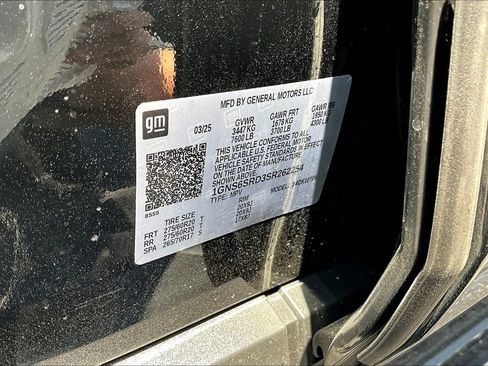 MFD BY GENERAL MOTORS LLC
gm
03/25
GVWR GAWR FRT GAWR RR
3447 KG 1678 KG 1950 KG
7600 LB 3700 LB 4300 LB
THIS VEHICLE CONFORMS TO ALL
APPLICABLE U.S. FEDERAL MOTOR
VEHICLE SAFETY STANDARDS IN EFFECT
ON THE DATE OF MANUFACTURE
1GNS6SRD3SR262254
TYPE: MPV MODEL:
TIRE SIZE RIM
FRT 275/60R20 T 20X9J
RR 275/60R20 T 20X9J
SPA 265/70R17 S 17X8J